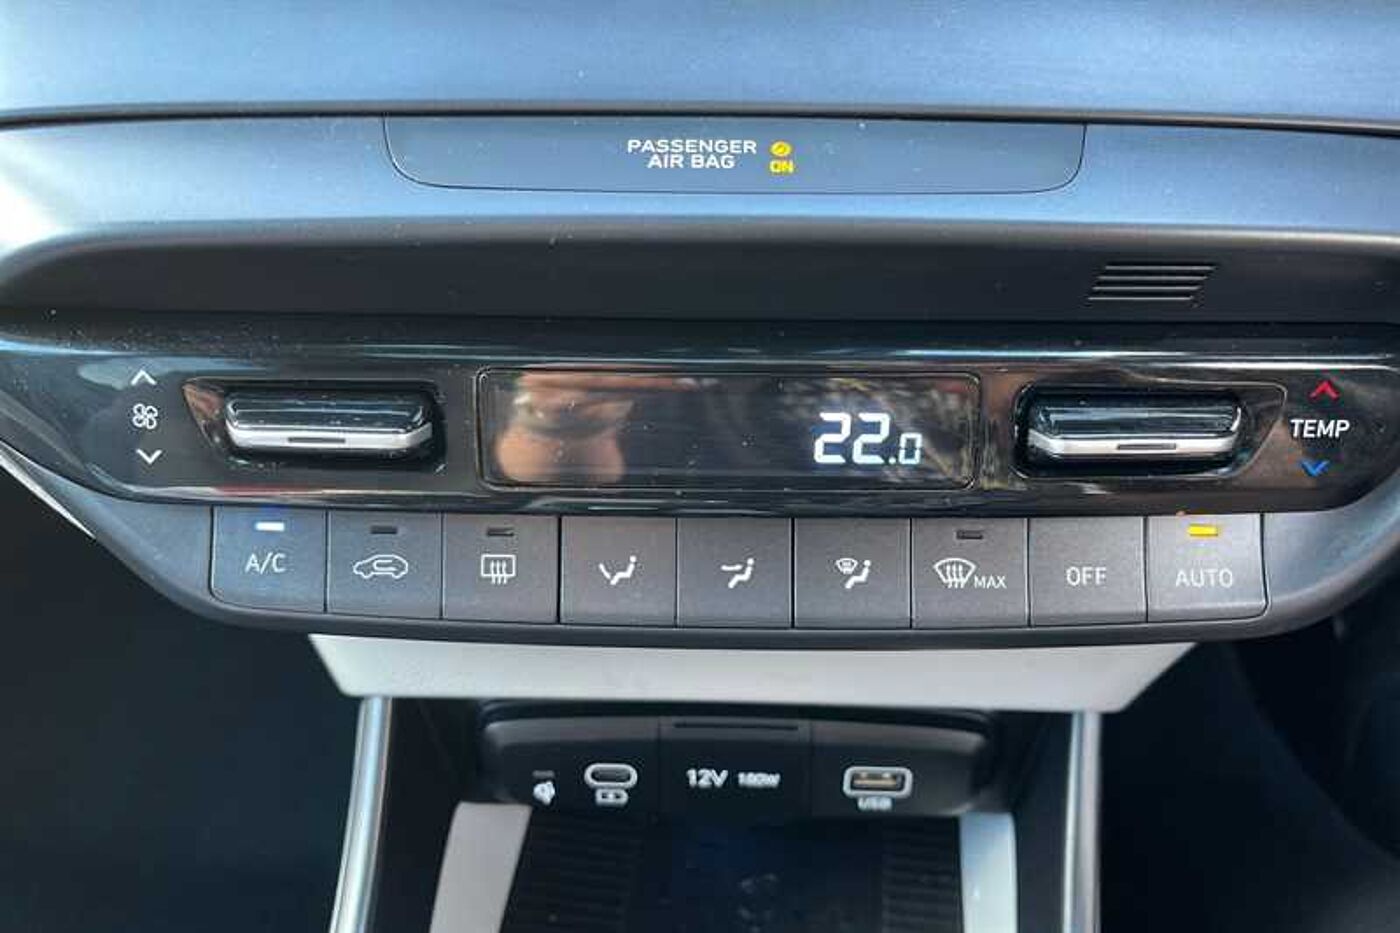 PASSENGER
AIR BAG
ON
22.0
TEMP
A/C
MAX
OFF
AUTO
12V 180W
USB